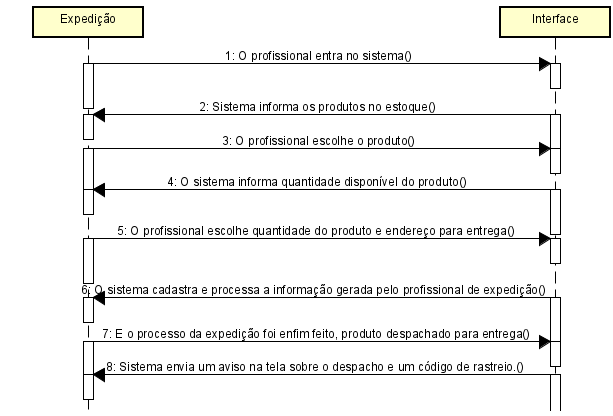 Expedição
Interface
1: O profissional entra no sistema()
2: Sistema informa os produtos no estoque()
3: O profissional escolhe o produto()
4: O sistema informa quantidade disponível do produto()
5: O profissional escolhe quantidade do produto e endereço para entrega()
6: O sistema cadastra e processa a informação gerada pelo profissional de expedição()
7: E o processo da expedição foi enfim feito, produto despachado para entrega()
8: Sistema envia um aviso na tela sobre o despacho e um código de rastreio.()